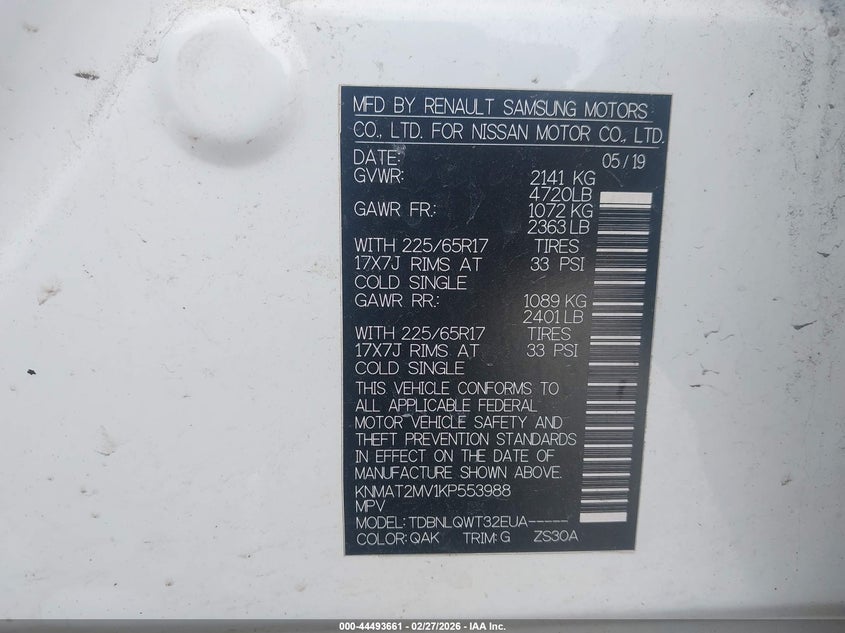 MFD BY RENAULT SAMSUNG MOTORS
CO., LTD. FOR NISSAN MOTOR CO., LTD.
DATE: 05/19
GVWR: 2141 KG
4720LB
GAWR FR.: 1072 KG
2363 LB
WITH 225/65R17 TIRES
17X7J RIMS AT 33 PSI
COLD SINGLE
GAWR RR.: 1089 KG
2401 LB
WITH 225/65R17 TIRES
17X7J RIMS AT 33 PSI
COLD SINGLE
THIS VEHICLE CONFORMS TO
ALL APPLICABLE FEDERAL
MOTOR VEHICLE SAFETY AND
THEFT PREVENTION STANDARDS
IN EFFECT ON THE DATE OF
MANUFACTURE SHOWN ABOVE.
KNMAT2MV1KP553988
MPV
MODEL: TDBNLQWT32EUA-----
COLOR: QAK TRIM: G ZS30A
000-44493661 - 02/27/2026 - IAA Inc.